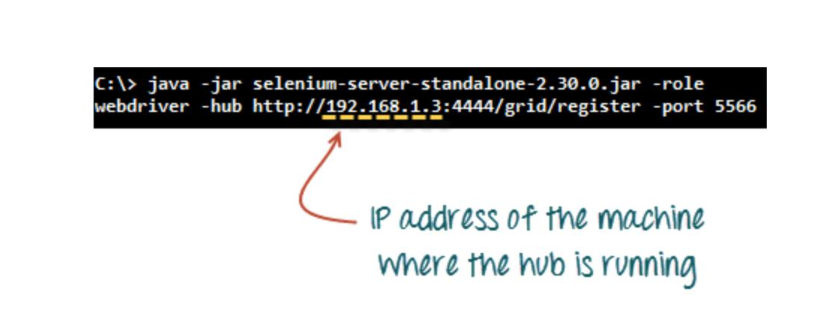 C:\> java -jar selenium-server-standalone-2.30.0.jar -role
webdriver -hub http://192.168.1.3:4444/grid/register -port 5566
IP address of the machine
where the hub is running